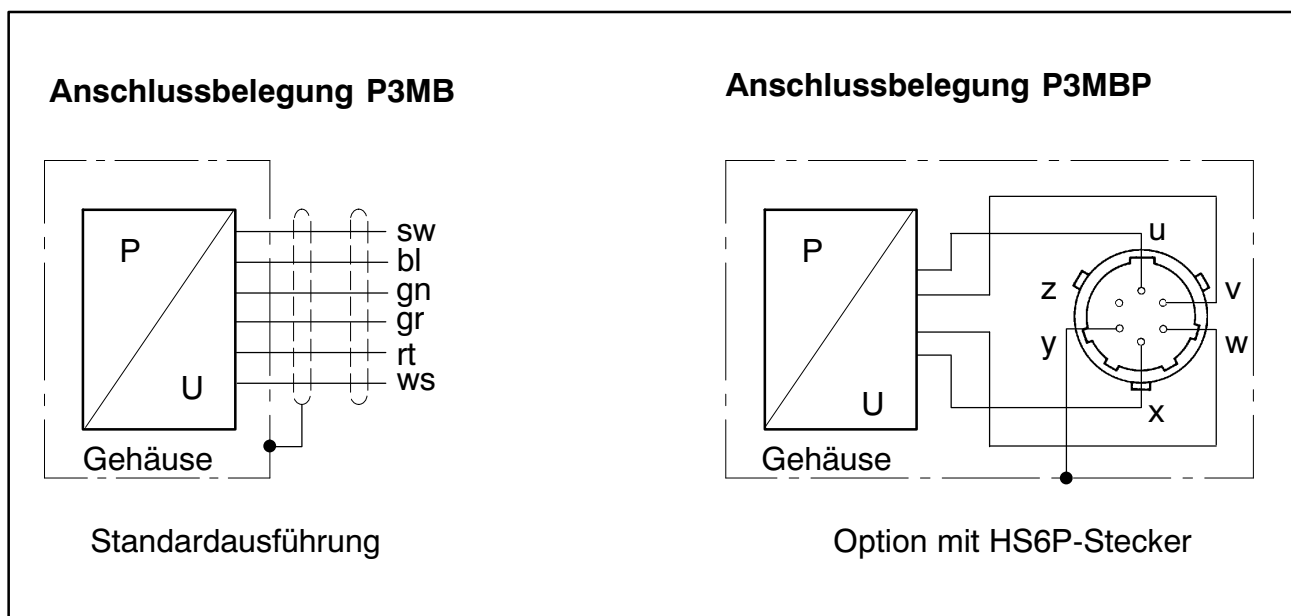 Anschlussbelegung P3MB
P
U
sw
bl
gn
gr
rt
ws
Gehäuse
Standardausführung
Anschlussbelegung P3MBP
P
U
u
z
v
y
w
x
Gehäuse
Option mit HS6P-Stecker